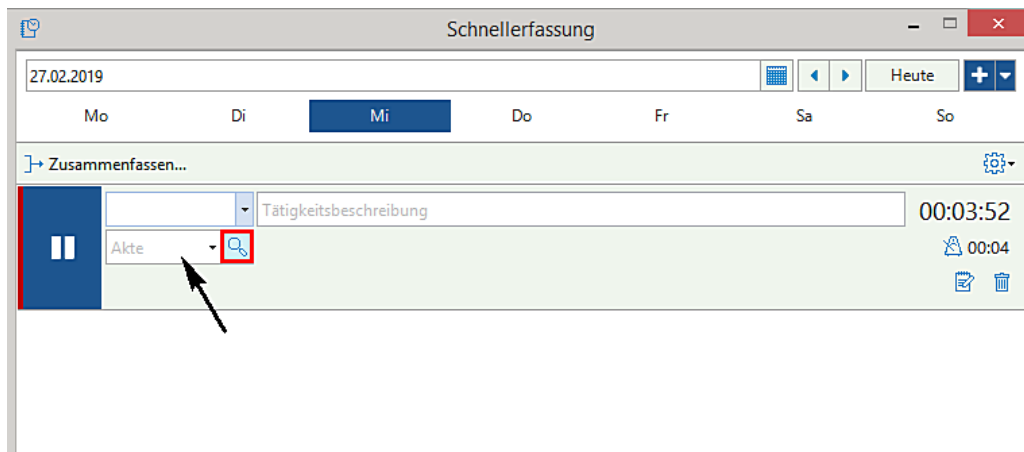 Schnellerfassung
27.02.2019 Heute
Mo Di Mi Do Fr Sa So
Zusammenfassen...
Tätigkeitsbeschreibung 00:03:52
Akte 00:04